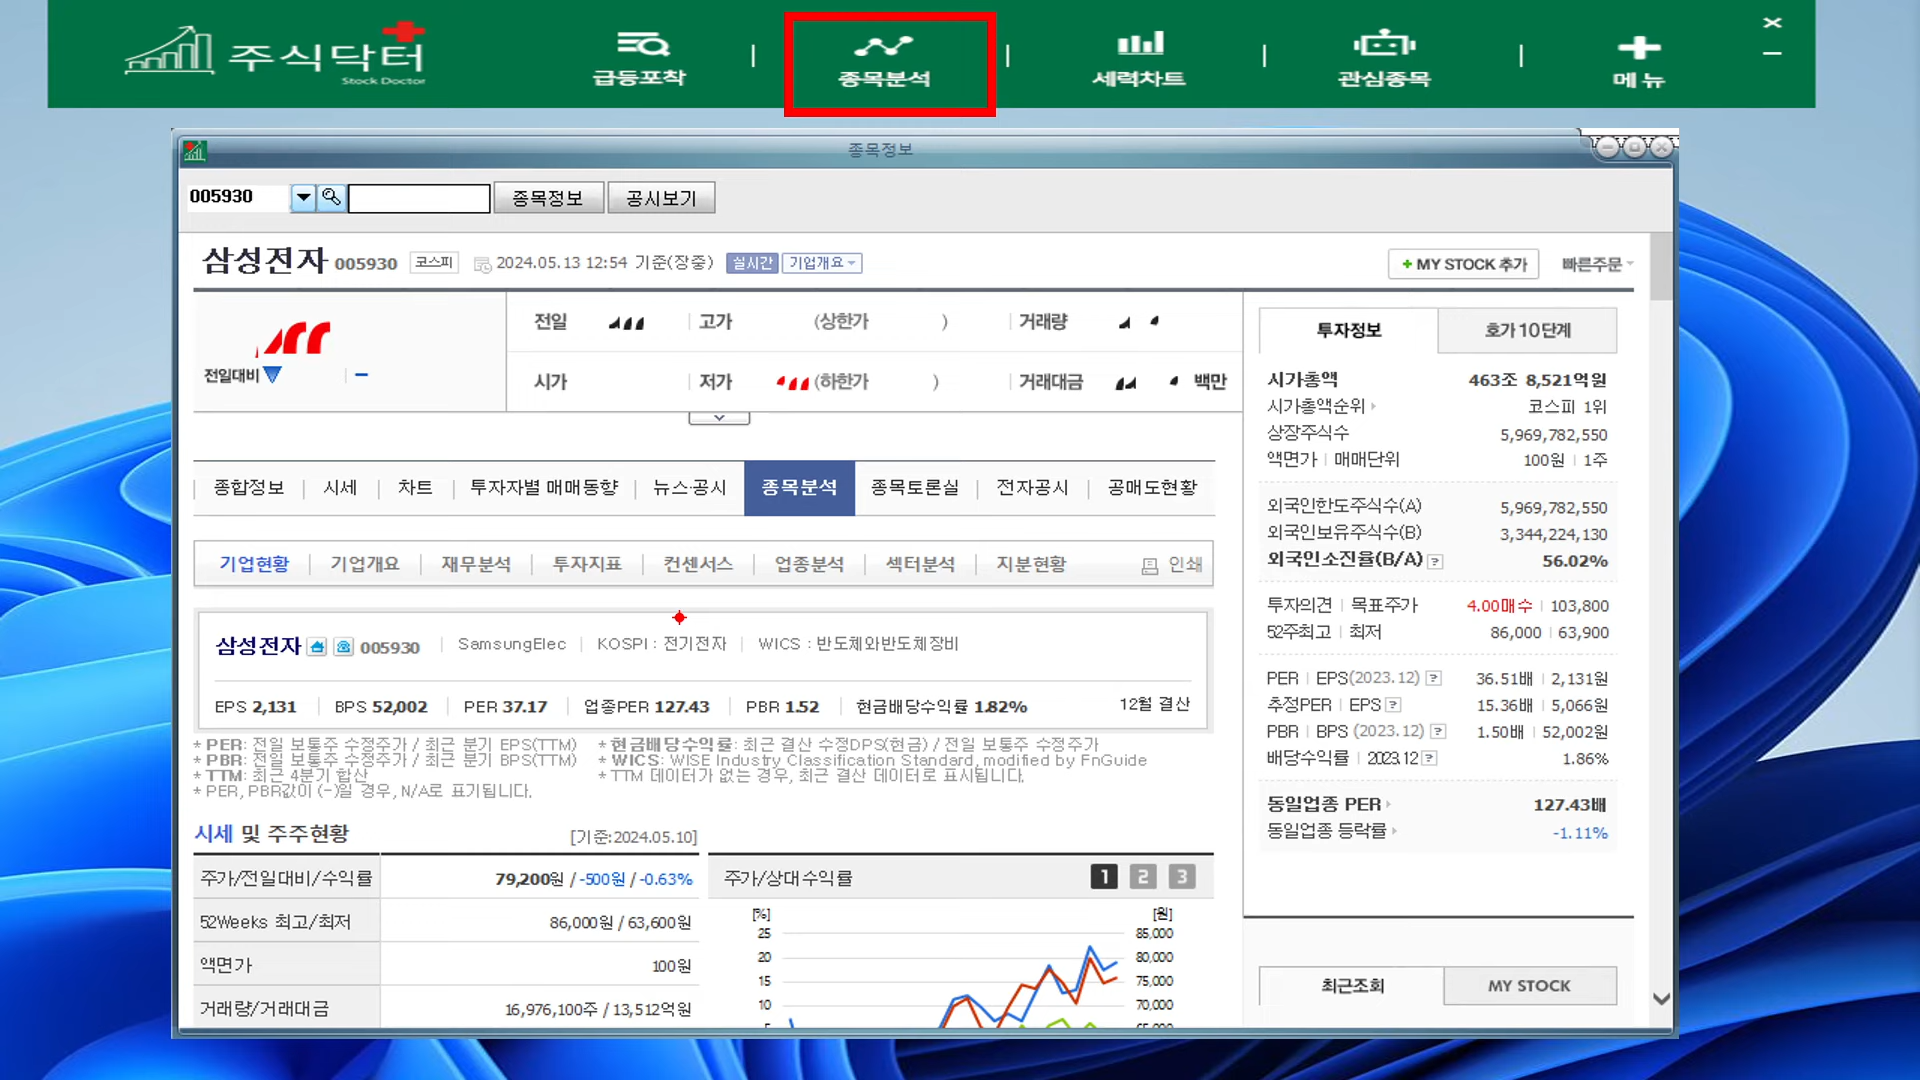 주식닥터
Stock Doctor
급등포착
종목분석
세력차트
관심종목
메뉴
종목정보
005930
종목정보
공시보기
삼성전자 005930 코스피 2024.05.13 12:54 기준(장중) 실시간 기업개요
+ MY STOCK 추가 빠른주문
전일 고가 (상한가 ) 거래량
전일대비
시가 저가 (하한가 ) 거래대금 백만
종합정보 시세 차트 투자자별 매매동향 뉴스·공시 종목분석 종목토론실 전자공시 공매도현황
기업현황 기업개요 재무분석 투자지표 컨센서스 업종분석 섹터분석 지분현황 인쇄
삼성전자 005930 SamsungElec KOSPI : 전기전자 WICS : 반도체와반도체장비
EPS 2,131 BPS 52,002 PER 37.17 업종PER 127.43 PBR 1.52 현금배당수익률 1.82% 12월 결산
* PER: 전일 보통주 수정주가 / 최근 분기 EPS(TTM)
* PBR: 전일 보통주 수정주가 / 최근 분기 BPS(TTM)
* TTM: 최근 4분기 합산
* PER, PBR값이 (-)일 경우, N/A로 표기됩니다.
* 현금배당수익률: 최근 결산 수정DPS(현금) / 전일 보통주 수정주가
* WICS: WISE Industry Classification Standard, modified by FnGuide
* TTM 데이터가 없는 경우, 최근 결산 데이터로 표시됩니다.
시세 및 주주현황 [기준:2024.05.10]
주가/전일대비/수익률 79,200원 / -500원 / -0.63%
52Weeks 최고/최저 86,000원 / 63,600원
액면가 100원
거래량/거래대금 16,976,100주 / 13,512억원
주가/상대수익률 1 2 3
[%] [원]
25 85,000
20 80,000
15 75,000
10 70,000
5 65,000
투자정보 호가 10단계
시가총액 463조 8,521억원
시가총액순위 코스피 1위
상장주식수 5,969,782,550
액면가 매매단위 100원 1주
외국인한도주식수(A) 5,969,782,550
외국인보유주식수(B) 3,344,224,130
외국인소진율(B/A) ? 56.02%
투자의견 목표주가 4.00매수 103,800
52주최고 최저 86,000 63,900
PER EPS(2023.12) ? 36.51배 2,131원
추정PER EPS ? 15.36배 5,066원
PBR BPS (2023.12) ? 1.50배 52,002원
배당수익률 2023.12 ? 1.86%
동일업종 PER 127.43배
동일업종 등락률 -1.11%
최근조회 MY STOCK